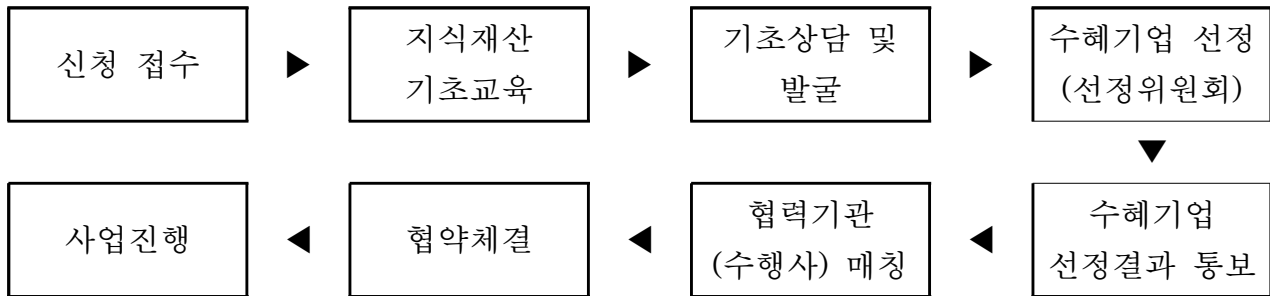 신청 접수
▶
지식재산
기초교육
▶
기초상담 및
발굴
▶
수혜기업 선정
(선정위원회)
▼
수혜기업
선정결과 통보
◀
협력기관
(수행사) 매칭
◀
협약체결
◀
사업진행